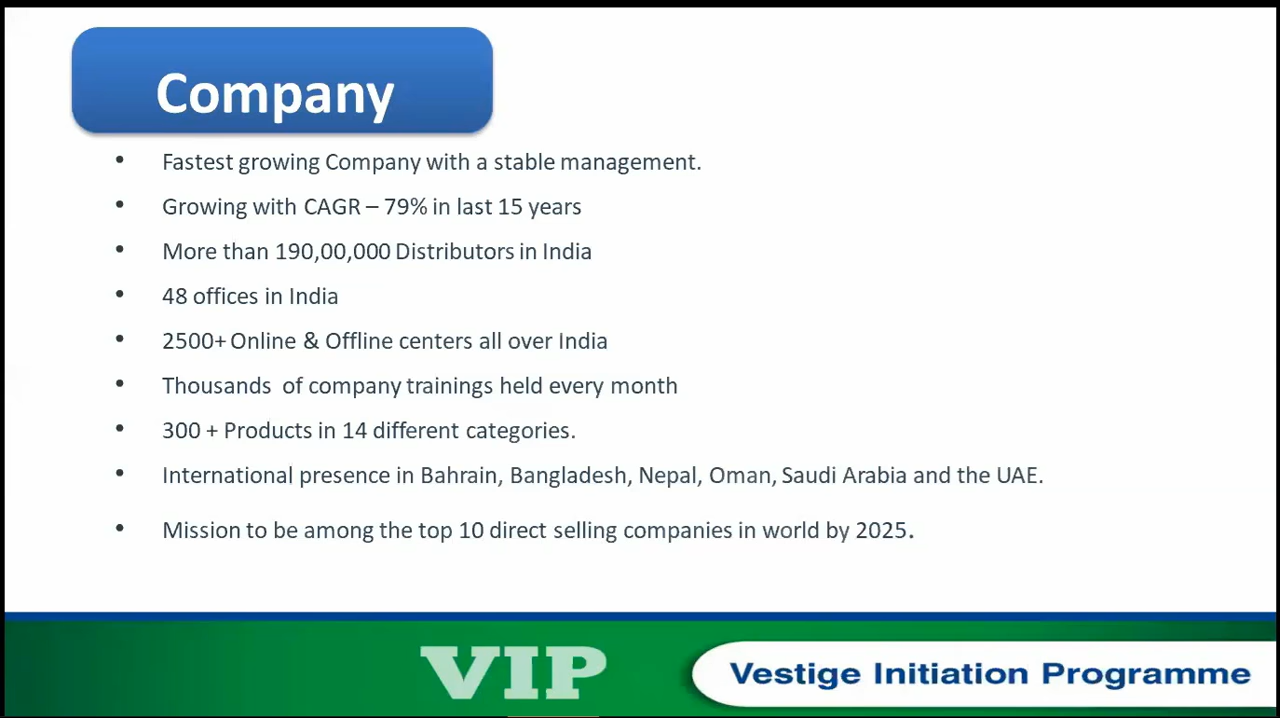 Company
• Fastest growing Company with a stable management.
• Growing with CAGR – 79% in last 15 years
• More than 190,00,000 Distributors in India
• 48 offices in India
• 2500+ Online & Offline centers all over India
• Thousands  of company trainings held every month
• 300 + Products in 14 different categories.
• International presence in Bahrain, Bangladesh, Nepal, Oman, Saudi Arabia and the UAE.
• Mission to be among the top 10 direct selling companies in world by 2025.
VIP
Vestige Initiation Programme